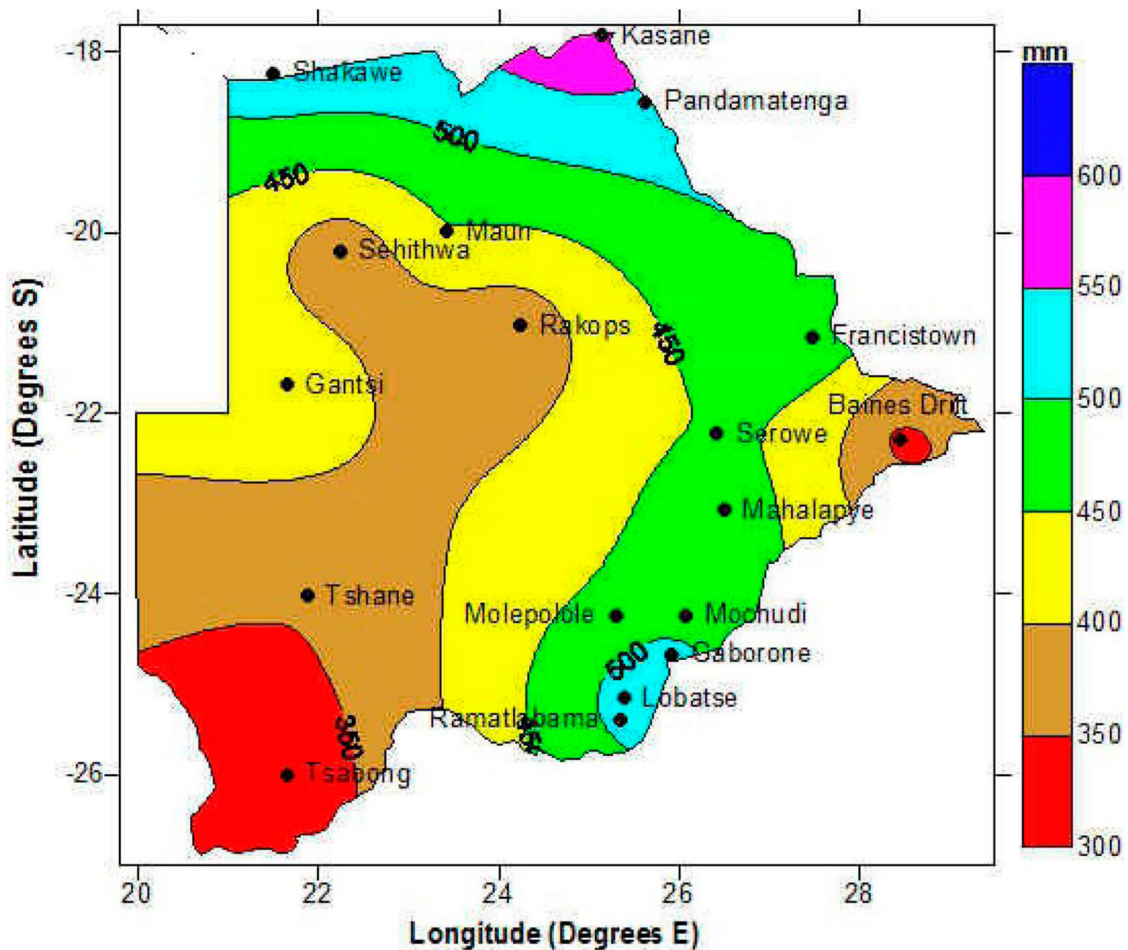 -18
Kasane
mm
Shakawe
Pandamatenga
500
600
450
-20
Maun
Sehithwa
550
Rakops
450
Francistown
Gantsi
-22
Baines Drift
500
Serowe
450
Mahalapye
-24
Tshane
Molepolole
Mochudi
400
500
Gaborone
Lobatse
Ramatlabama
350
350
-26
Tsabong
300
20
22
24
26
28
Longitude (Degrees E)
Latitude (Degrees S)